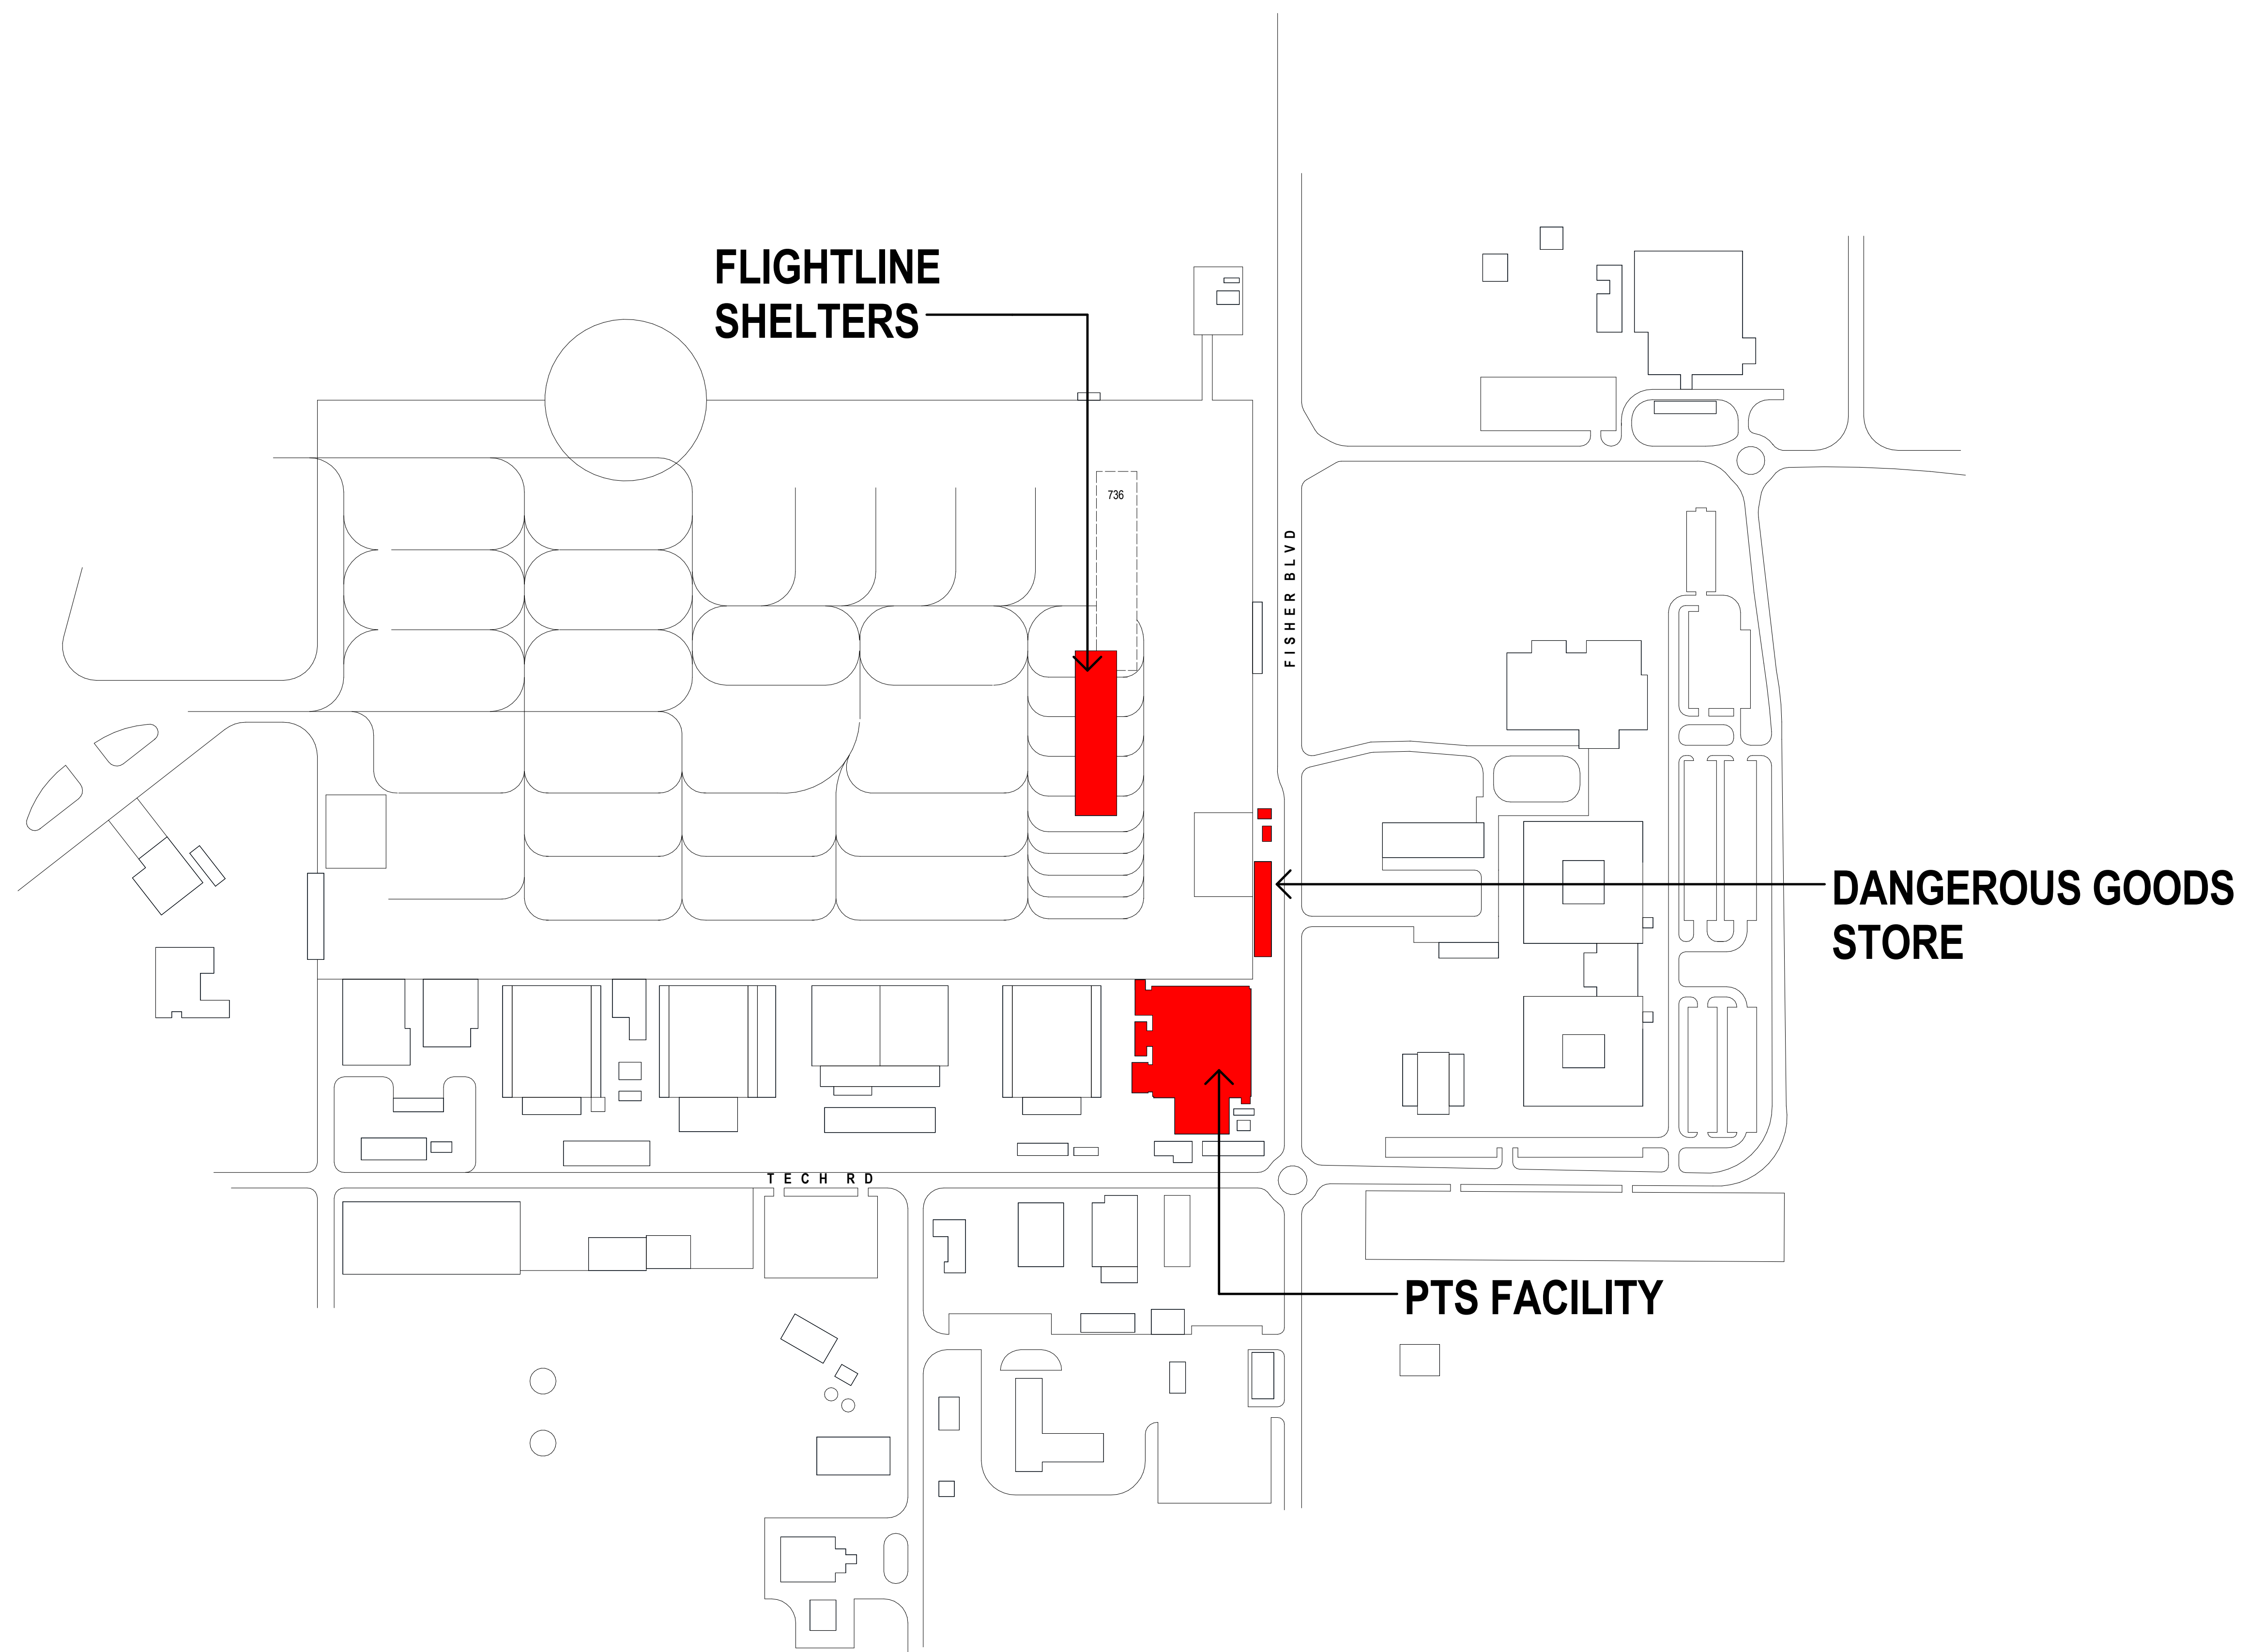 FLIGHTLINE
SHELTERS
736
FISHER BLVD
DANGEROUS GOODS
STORE
TECH RD
PTS FACILITY